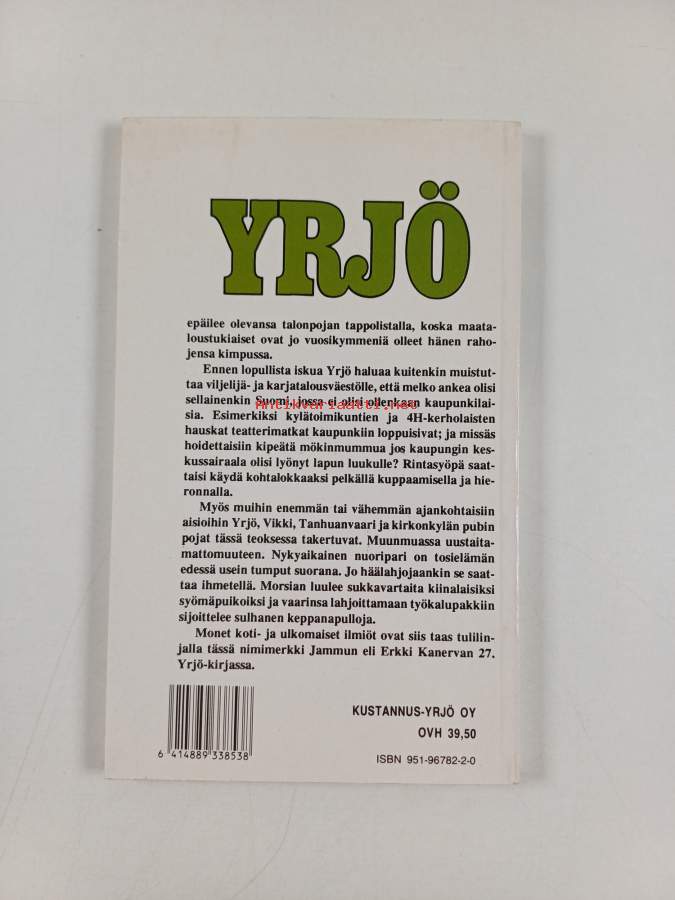 YRJÖ
epäilee olevansa talonpojan tappolistalla, koska maata-
loustukiaiset ovat jo vuosikymmeniä olleet hänen raho-
jensa kimpussa.
Ennen lopullista iskua Yrjö haluaa kuitenkin muistut-
taa viljelijä- ja karjatalousväestölle, että melko ankea olisi
sellainenkin Suomi, jossa ei olisi ollenkaan kaupunkilai-
Antikvariaatti.net
sia. Esimerkiksi kylätoimikuntien ja 4H-kerholaisten
hauskat teatterimatkat kaupunkiin loppuisivat; ja missäs
hoidettaisiin kipeätä mökinmummua jos kaupungin kes-
kussairaala olisi lyönyt lapun luukulle? Rintasyöpä saat-
taisi käydä kohtalokkaaksi pelkällä kuppaamisella ja hie-
ronnalla.
Myös muihin enemmän tai vähemmän ajankohtaisiin
aisioihin Yrjö, Vikki, Tanhuanvaari ja kirkonkylän pubin
pojat tässä teoksessa takertuvat. Muunmuassa uustaita-
mattomuuteen. Nykyaikainen nuoripari on tosielämän
edessä usein tumput suorana. Jo häälahjojaankin se saat-
taa ihmetellä. Morsian luulee sukkavartaita kiinalaisiksi
syömäpuikoiksi ja vaarinsa lahjoittamaan työkalupakkiin
sijoittelee sulhanen keppanapulloja.
Monet koti- ja ulkomaiset ilmiöt ovat siis taas tulilin-
jalla tässä nimimerkki Jammun eli Erkki Kanervan 27.
Yrjö-kirjassa.
KUSTANNUS-YRJÖ OY
OVH 39,50
ISBN 951-96782-2-0
6 414889 338538